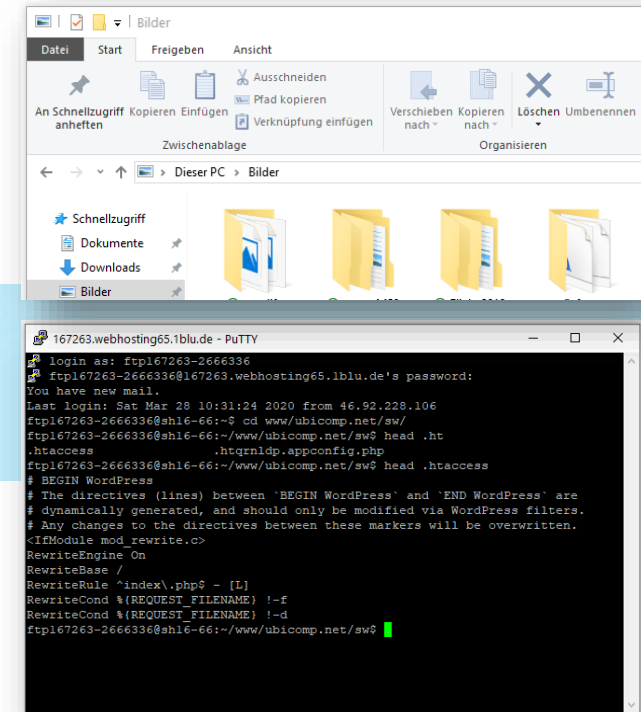 Bilder
Datei Start Freigeben Ansicht
An Schnellzugriff anheften
Kopieren
Einfügen
Ausschneiden
Pfad kopieren
Verknüpfung einfügen
Verschieben nach
Kopieren nach
Löschen
Umbenennen
Zwischenablage
Organisieren
Dieser PC > Bilder
Schnellzugriff
Dokumente
Downloads
Bilder
167263.webhosting65.1blu.de - PuTTY
login as: ftp167263-2666336
ftp167263-2666336@167263.webhosting65.1blu.de's password:
You have new mail.
Last login: Sat Mar 28 10:31:24 2020 from 46.92.228.106
ftp167263-2666336@sh16-66:~$ cd www/ubicomp.net/sw/
ftp167263-2666336@sh16-66:~/www/ubicomp.net/sw$ head .ht
.htaccess .htqrnldp.appconfig.php
ftp167263-2666336@sh16-66:~/www/ubicomp.net/sw$ head .htaccess
# BEGIN WordPress
# The directives (lines) between `BEGIN WordPress` and `END WordPress` are
# dynamically generated, and should only be modified via WordPress filters.
# Any changes to the directives between these markers will be overwritten.
<IfModule mod_rewrite.c>
RewriteEngine On
RewriteBase /
RewriteRule ^index\.php$ - [L]
RewriteCond %{REQUEST_FILENAME} !-f
RewriteCond %{REQUEST_FILENAME} !-d
ftp167263-2666336@sh16-66:~/www/ubicomp.net/sw$